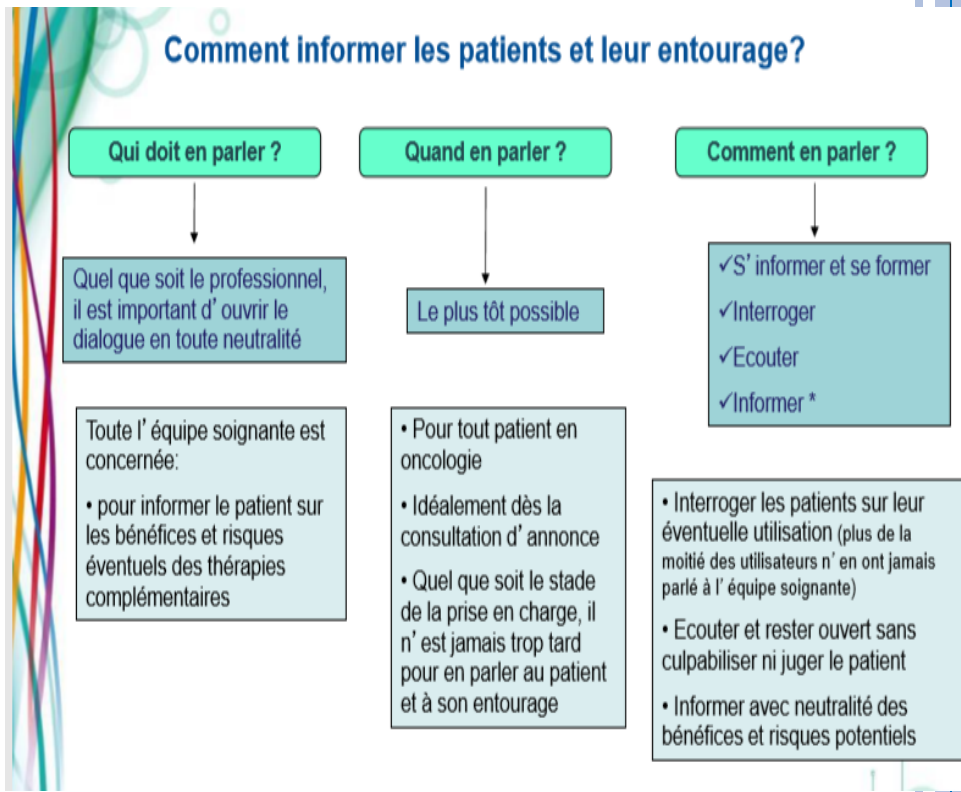 Comment informer les patients et leur entourage?
Qui doit en parler ?
Quel que soit le professionnel,
il est important d' ouvrir le
dialogue en toute neutralité
Toute l' équipe soignante est
concernée:
• pour informer le patient sur
les bénéfices et risques
éventuels des thérapies
complémentaires
Quand en parler ?
Le plus tôt possible
• Pour tout patient en
oncologie
• Idéalement dès la
consultation d' annonce
• Quel que soit le stade
de la prise en charge, il
n' est jamais trop tard
pour en parler au patient
et à son entourage
Comment en parler ?
✓S' informer et se former
✓Interroger
✓Ecouter
✓Informer *
• Interroger les patients sur leur
éventuelle utilisation (plus de la
moitié des utilisateurs n' en ont jamais
parlé à l' équipe soignante)
• Ecouter et rester ouvert sans
culpabiliser ni juger le patient
• Informer avec neutralité des
bénéfices et risques potentiels